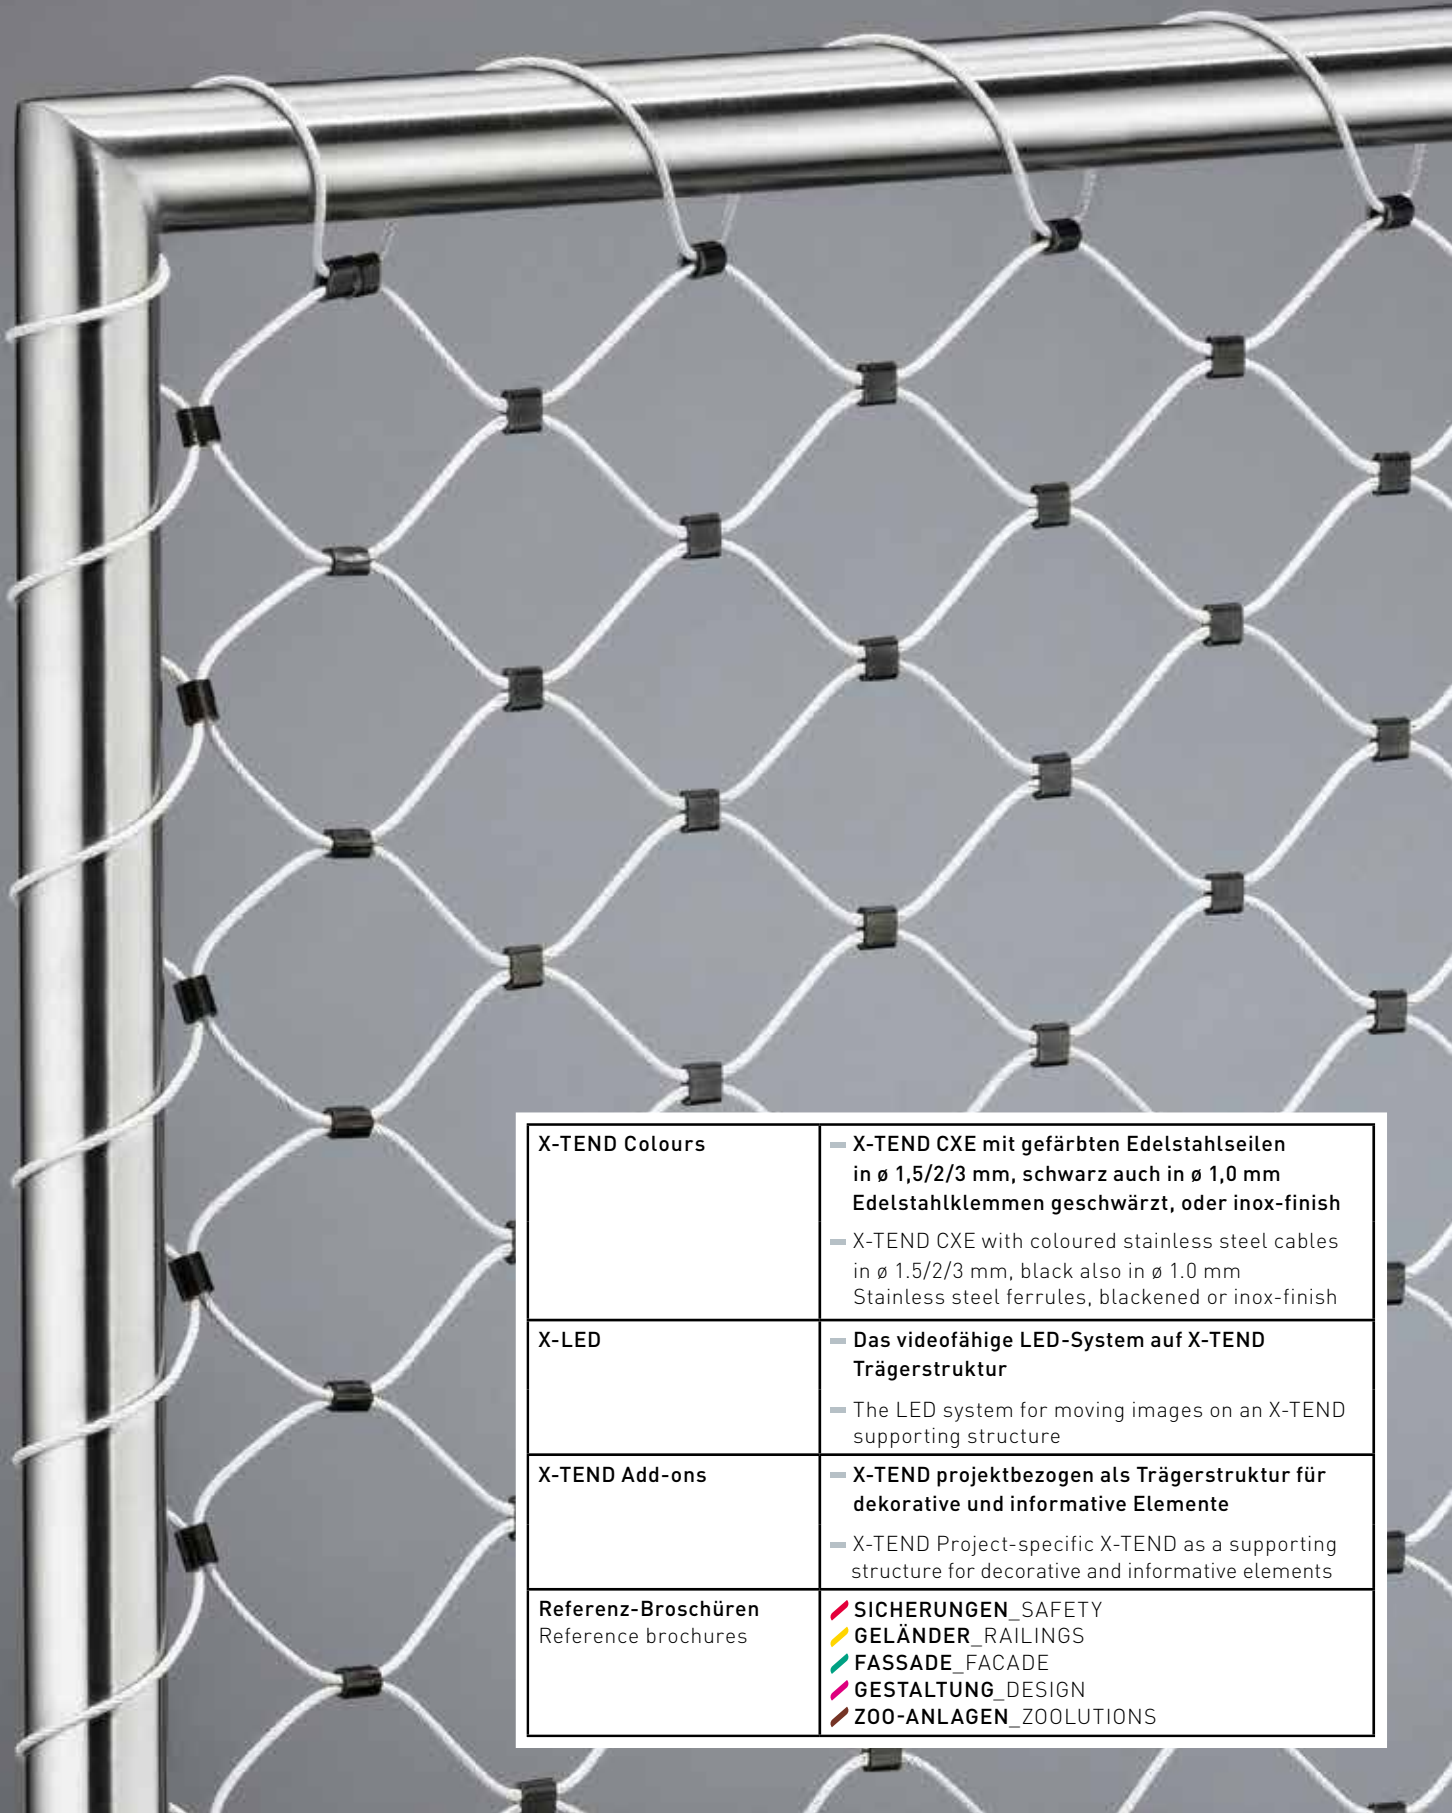 X-TEND Colours
X-TEND CXE mit gefärbten Edelstahlseilen
in ø 1,5/2/3 mm, schwarz auch in ø 1,0 mm
Edelstahlklemmen geschwärzt, oder inox-finish
X-TEND CXE with coloured stainless steel cables
in ø 1.5/2/3 mm, black also in ø 1.0 mm
Stainless steel ferrules, blackened or inox-finish
X-LED
Das videofähige LED-System auf X-TEND
Trägerstruktur
The LED system for moving images on an X-TEND
supporting structure
X-TEND Add-ons
X-TEND projektbezogen als Trägerstruktur für
dekorative und informative Elemente
X-TEND Project-specific X-TEND as a supporting
structure for decorative and informative elements
Referenz-Broschüren
Reference brochures
SICHERUNGEN_SAFETY
GELÄNDER_RAILINGS
FASSADE_FACADE
GESTALTUNG_DESIGN
ZOO-ANLAGEN_ZOOLUTIONS